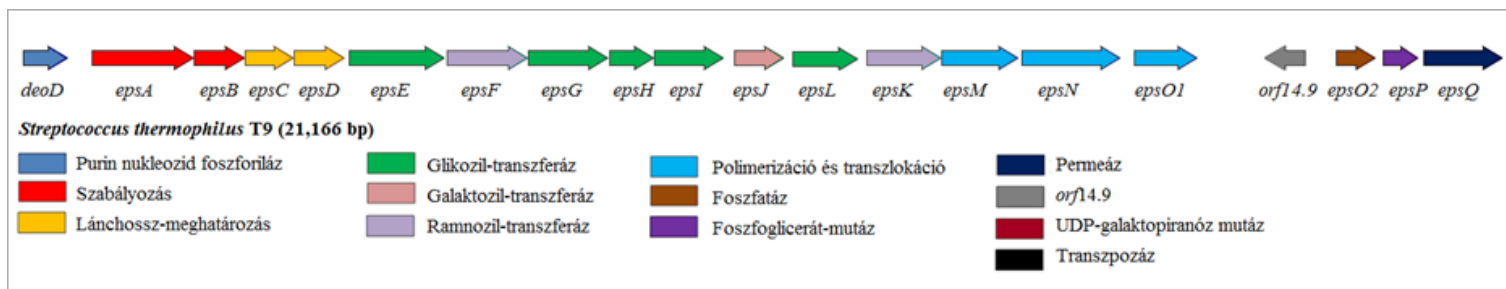 deoD epsA epsB epsC epsD epsE epsF epsG epsH epsI epsJ epsL epsK epsM epsN epsO1 orf14.9 epsO2 epsP epsQ
Streptococcus thermophilus T9 (21,166 bp)
Purin nukleozid foszforiláz
Szabályozás
Lánchossz-meghatározás
Glikozil-transzferáz
Galaktozil-transzferáz
Ramnozil-transzferáz
Polimerizáció és transzlokáció
Foszfatáz
Foszfoglicerát-mutáz
Permeáz
orf14.9
UDP-galaktopiranóz mutáz
Transzpozáz